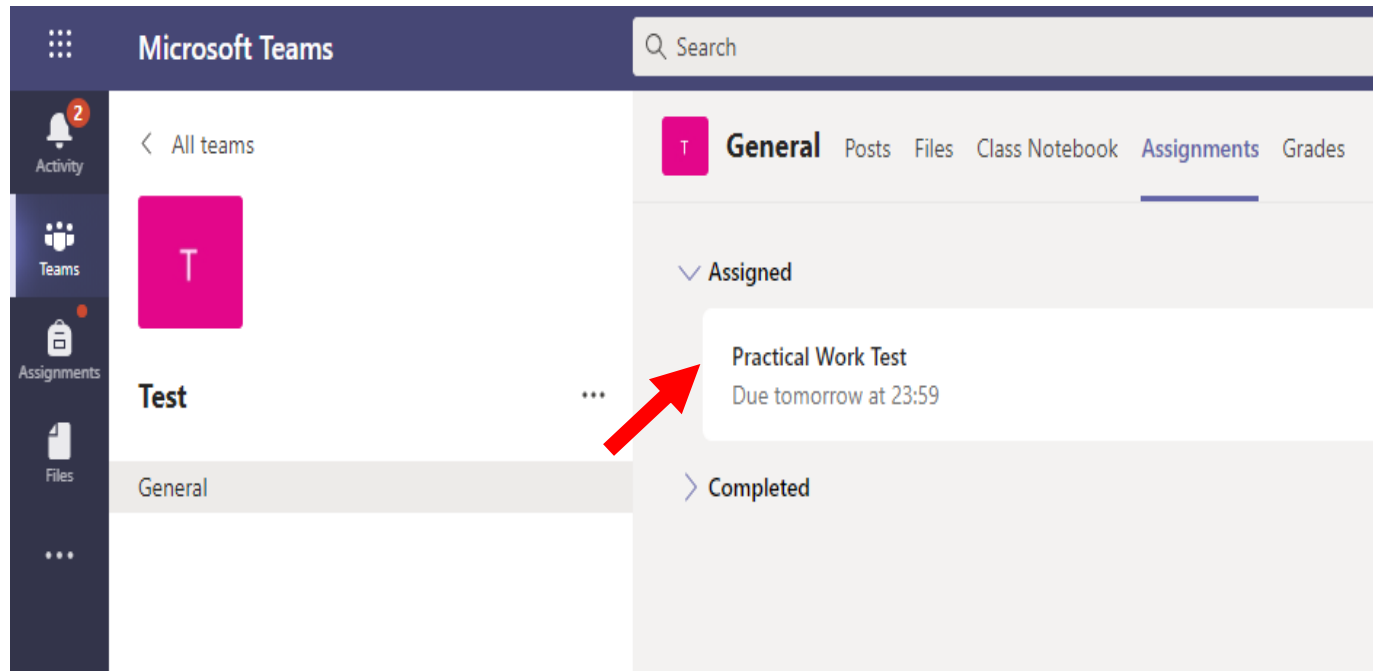 Microsoft Teams
Search
2
Activity
Teams
Assignments
Files
All teams
T
Test
General
T General Posts Files Class Notebook Assignments Grades
Assigned
Practical Work Test
Due tomorrow at 23:59
Completed